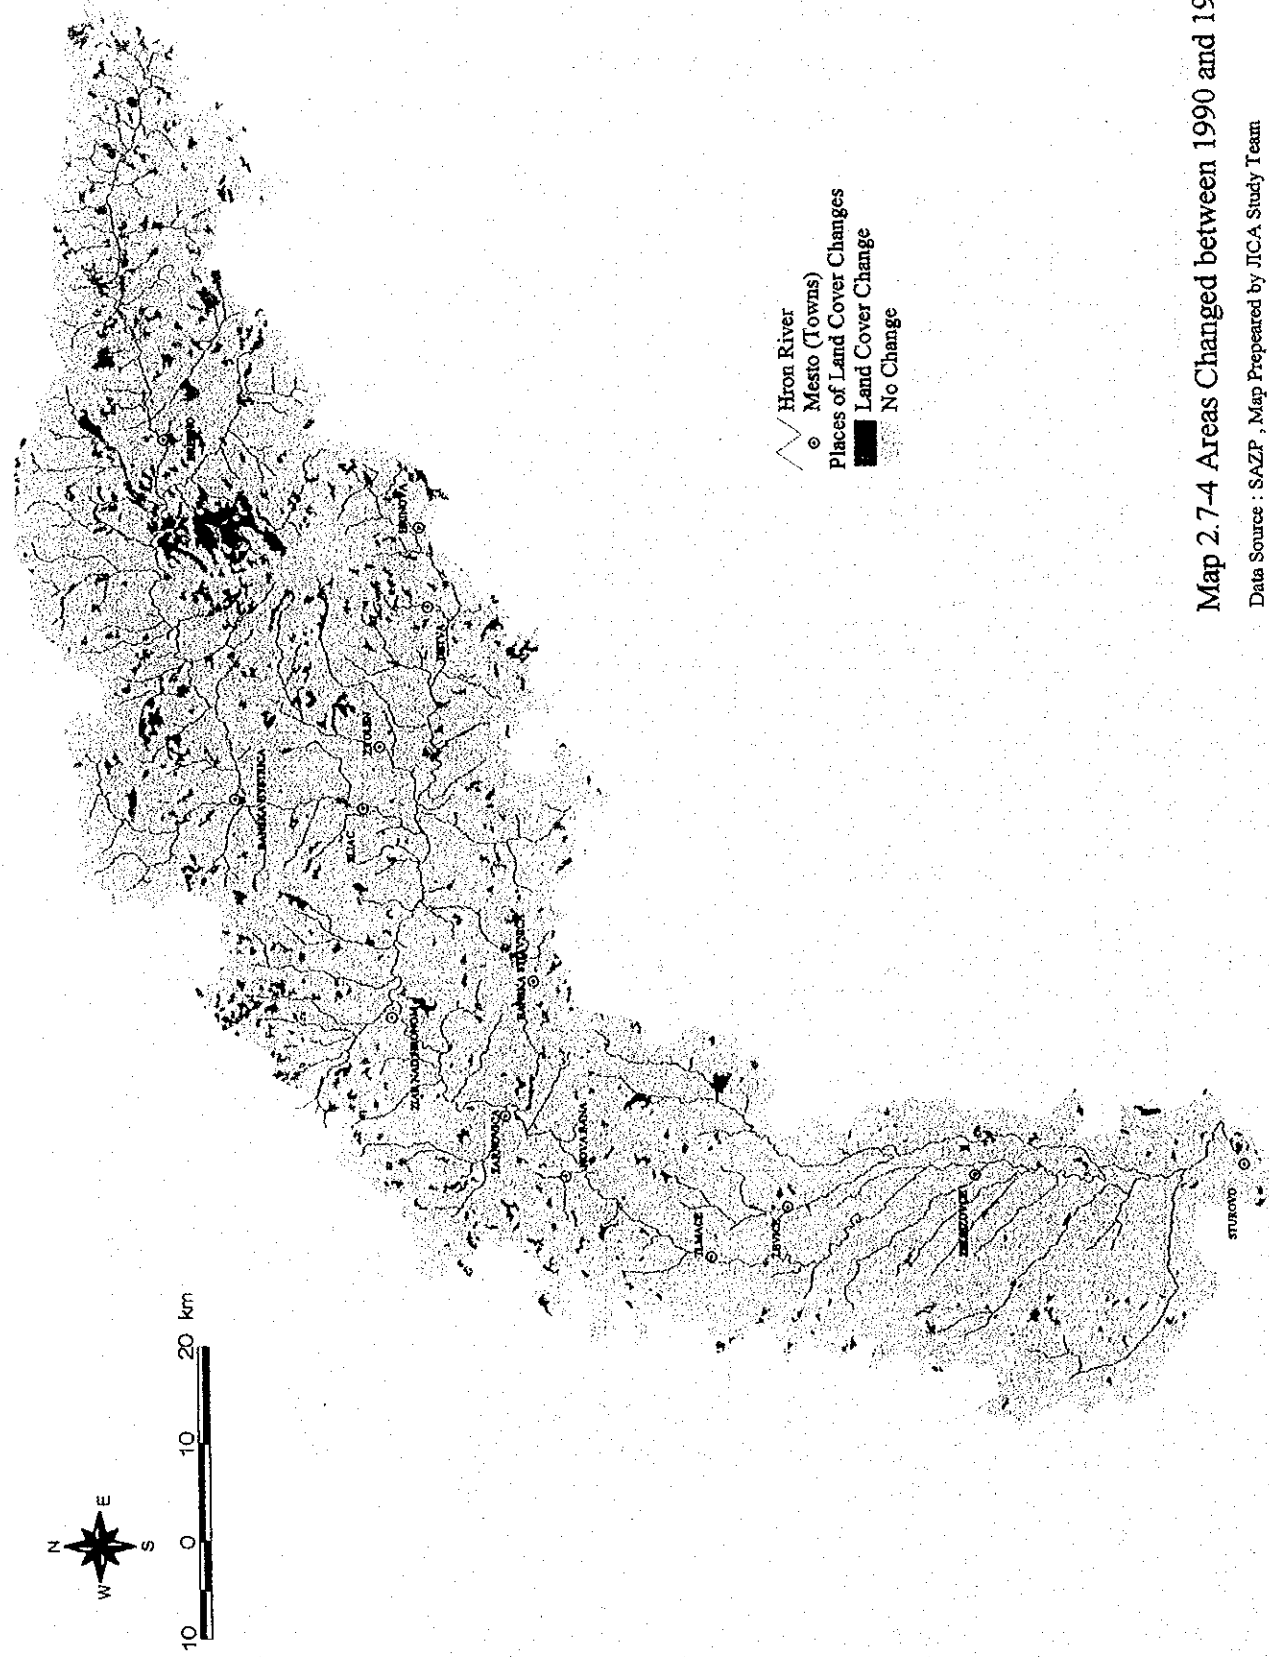 N
W E
S
10 0 10 20 km
BANSKA BYSTRICA
SLIAC
ZVOLEN
DETVA
HRINOVA
BREZNO
BANSKA STIAVNICA
ZIAR NAD HRONOM
ZARNOVICA
NOVA BANA
TLMACE
LEVICE
STUROVO
Hron River
Mesto (Towns)
Places of Land Cover Changes
Land Cover Change
No Change
Map 2.7-4 Areas Changed between 1990 and 19
Data Source : SAZP , Map Prepeared by JICA Study Team